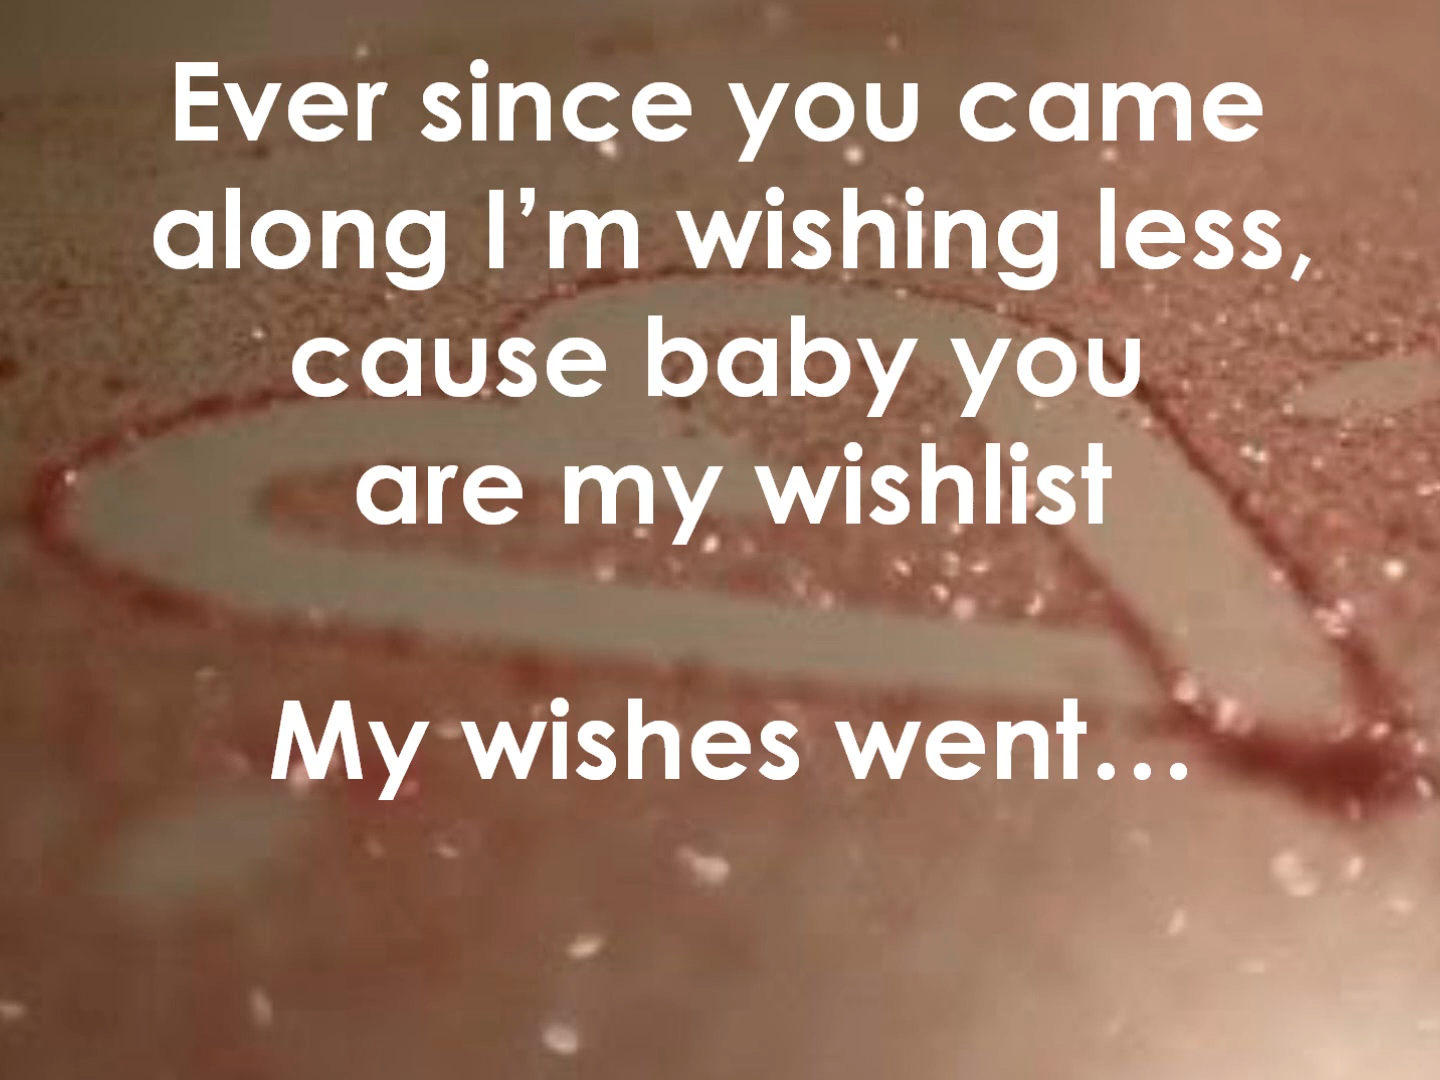 Ever since you came
along I’m wishing less,
cause baby you
are my wishlist
My wishes went…